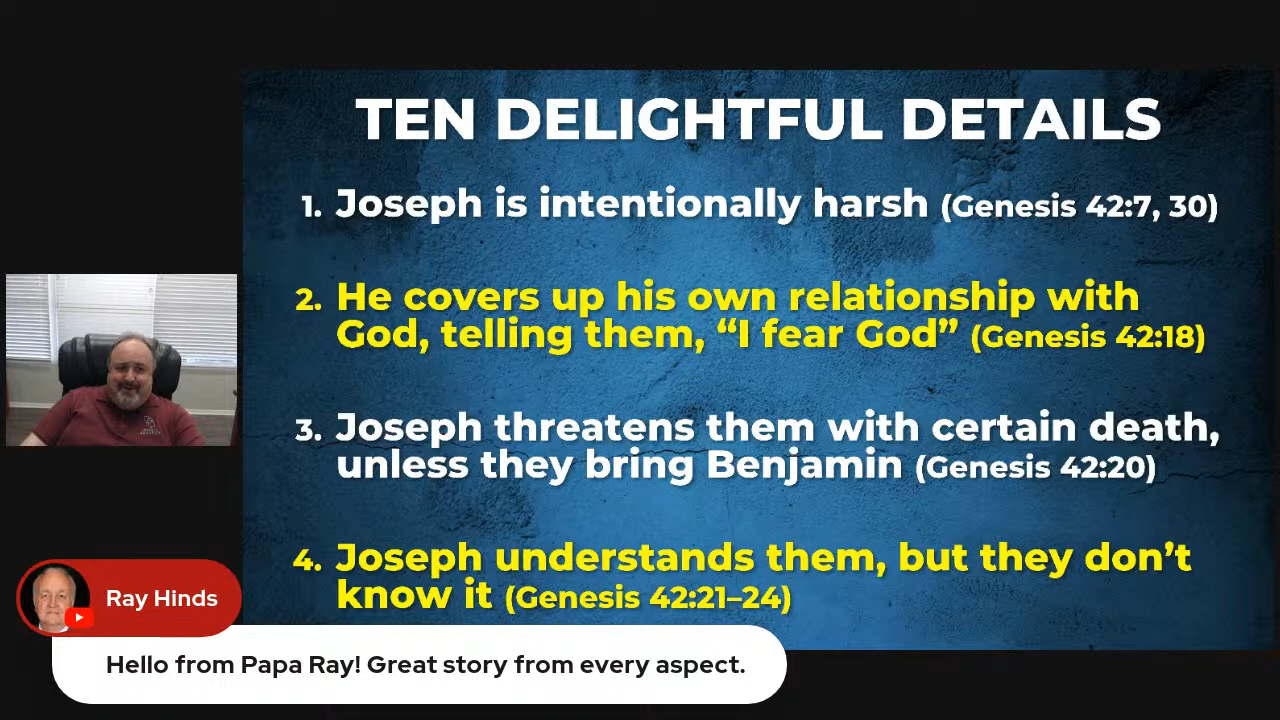 TEN DELIGHTFUL DETAILS
1. Joseph is intentionally harsh (Genesis 42:7, 30)
2. He covers up his own relationship with
God, telling them, “I fear God” (Genesis 42:18)
3. Joseph threatens them with certain death,
unless they bring Benjamin (Genesis 42:20)
4. Joseph understands them, but they don’t
know it (Genesis 42:21–24)
Ray Hinds
Hello from Papa Ray! Great story from every aspect.